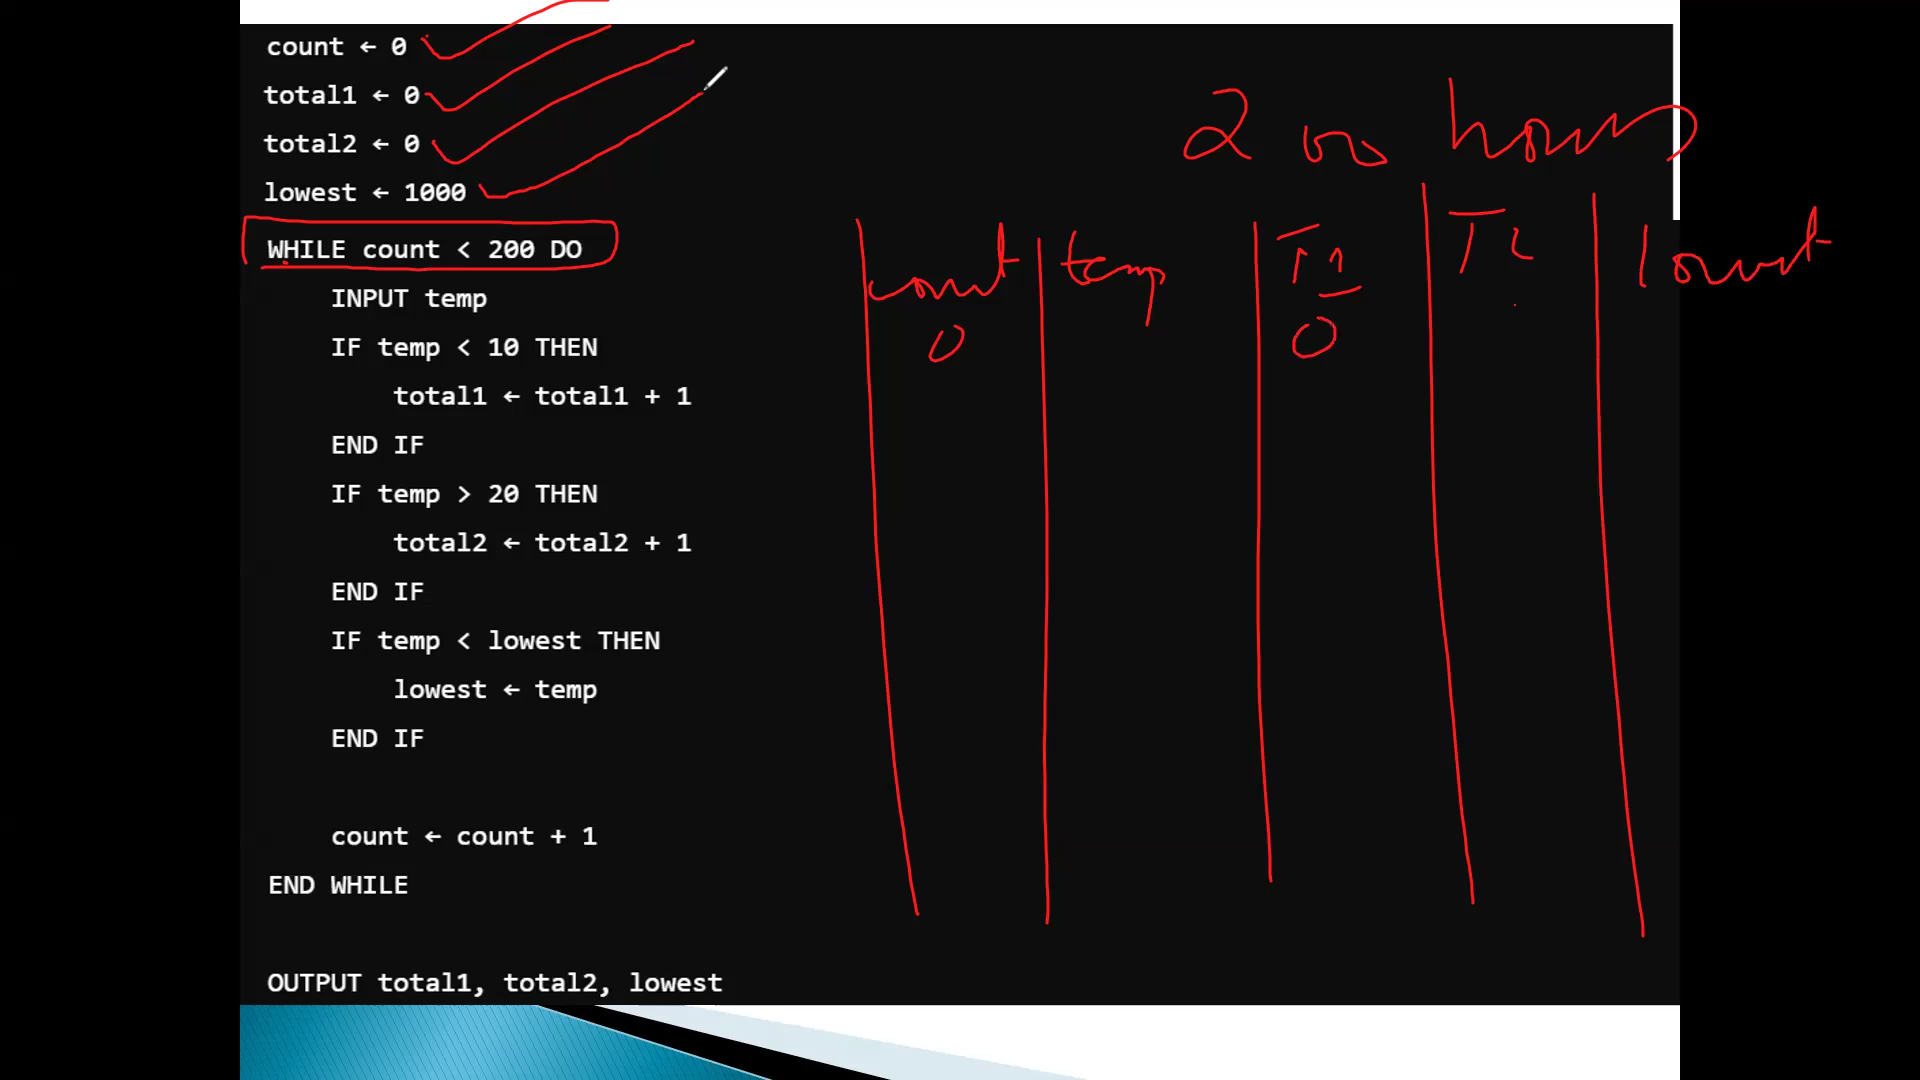 count ← 0
total1 ← 0
total2 ← 0
lowest ← 1000
WHILE count < 200 DO
    INPUT temp
    IF temp < 10 THEN
        total1 ← total1 + 1
    END IF
    IF temp > 20 THEN
        total2 ← total2 + 1
    END IF
    IF temp < lowest THEN
        lowest ← temp
    END IF
    count ← count + 1
END WHILE
OUTPUT total1, total2, lowest
200 hours
count temp T1 T2 lowest
0 0